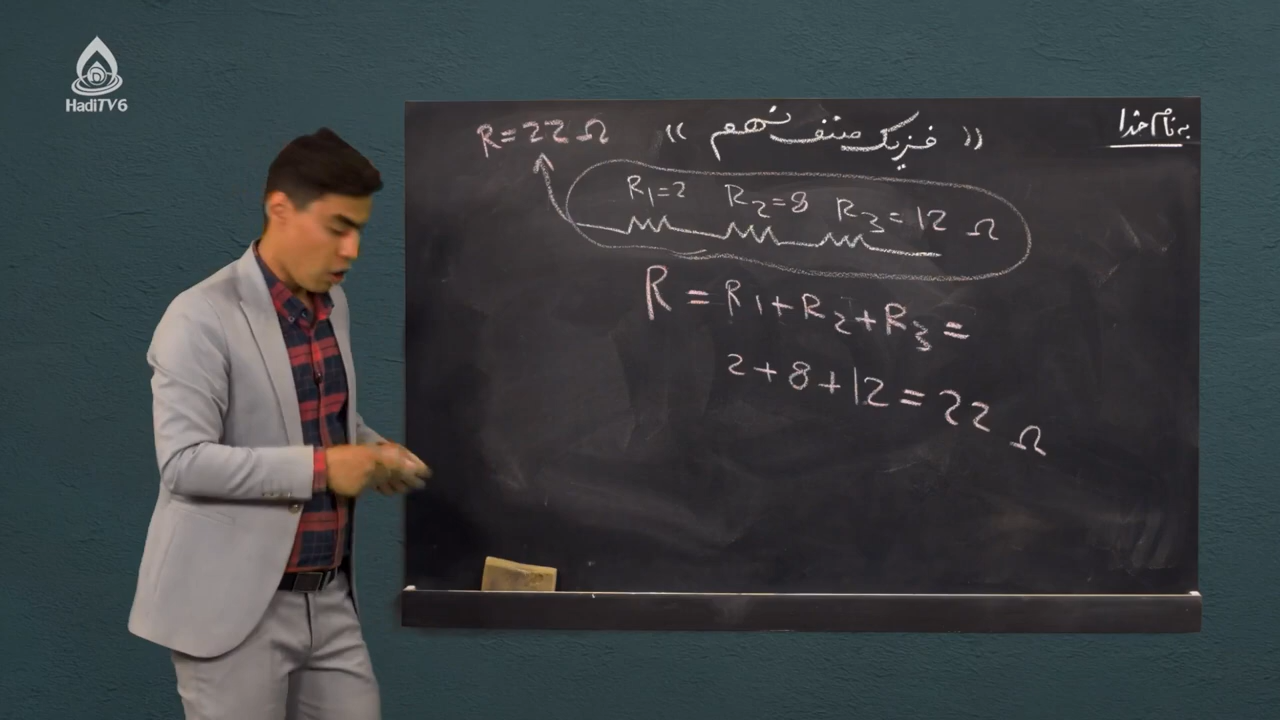 HadiTV6
به نام خدا
« فزیک صنف نهم »
R = 22 Ω
R₁=2 R₂=8 R₃=12 Ω
R = R₁+R₂+R₃ =
2+8+12 = 22 Ω